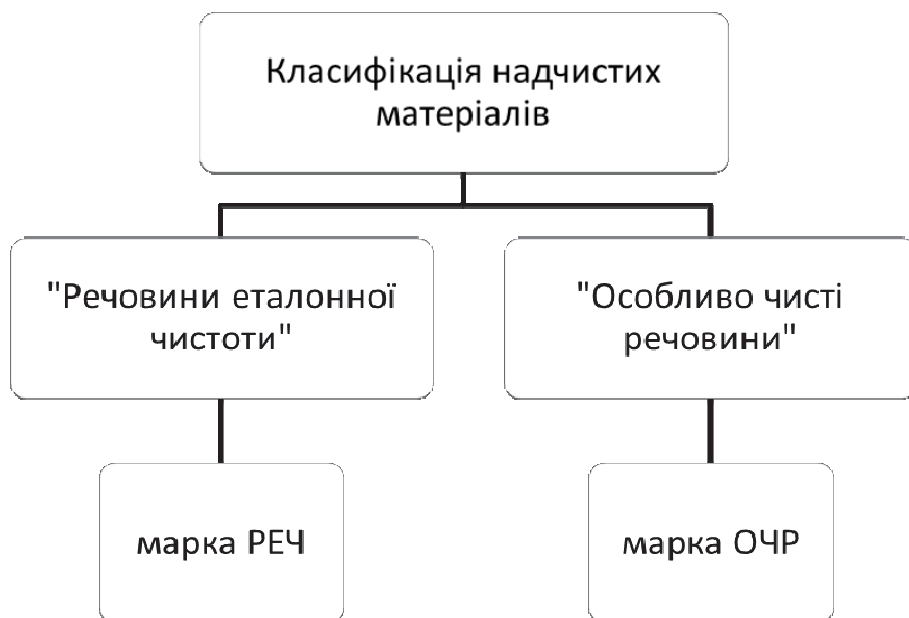 Класифікація надчистих
матеріалів
"Речовини еталонної
чистоти"
"Особливо чисті
речовини"
марка РЕЧ
марка ОЧР